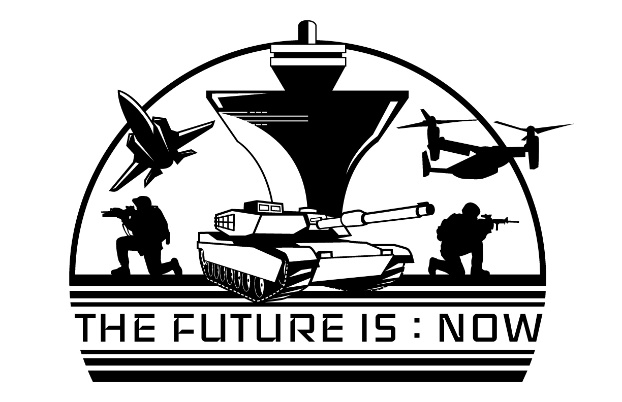 THE FUTURE IS : NOW